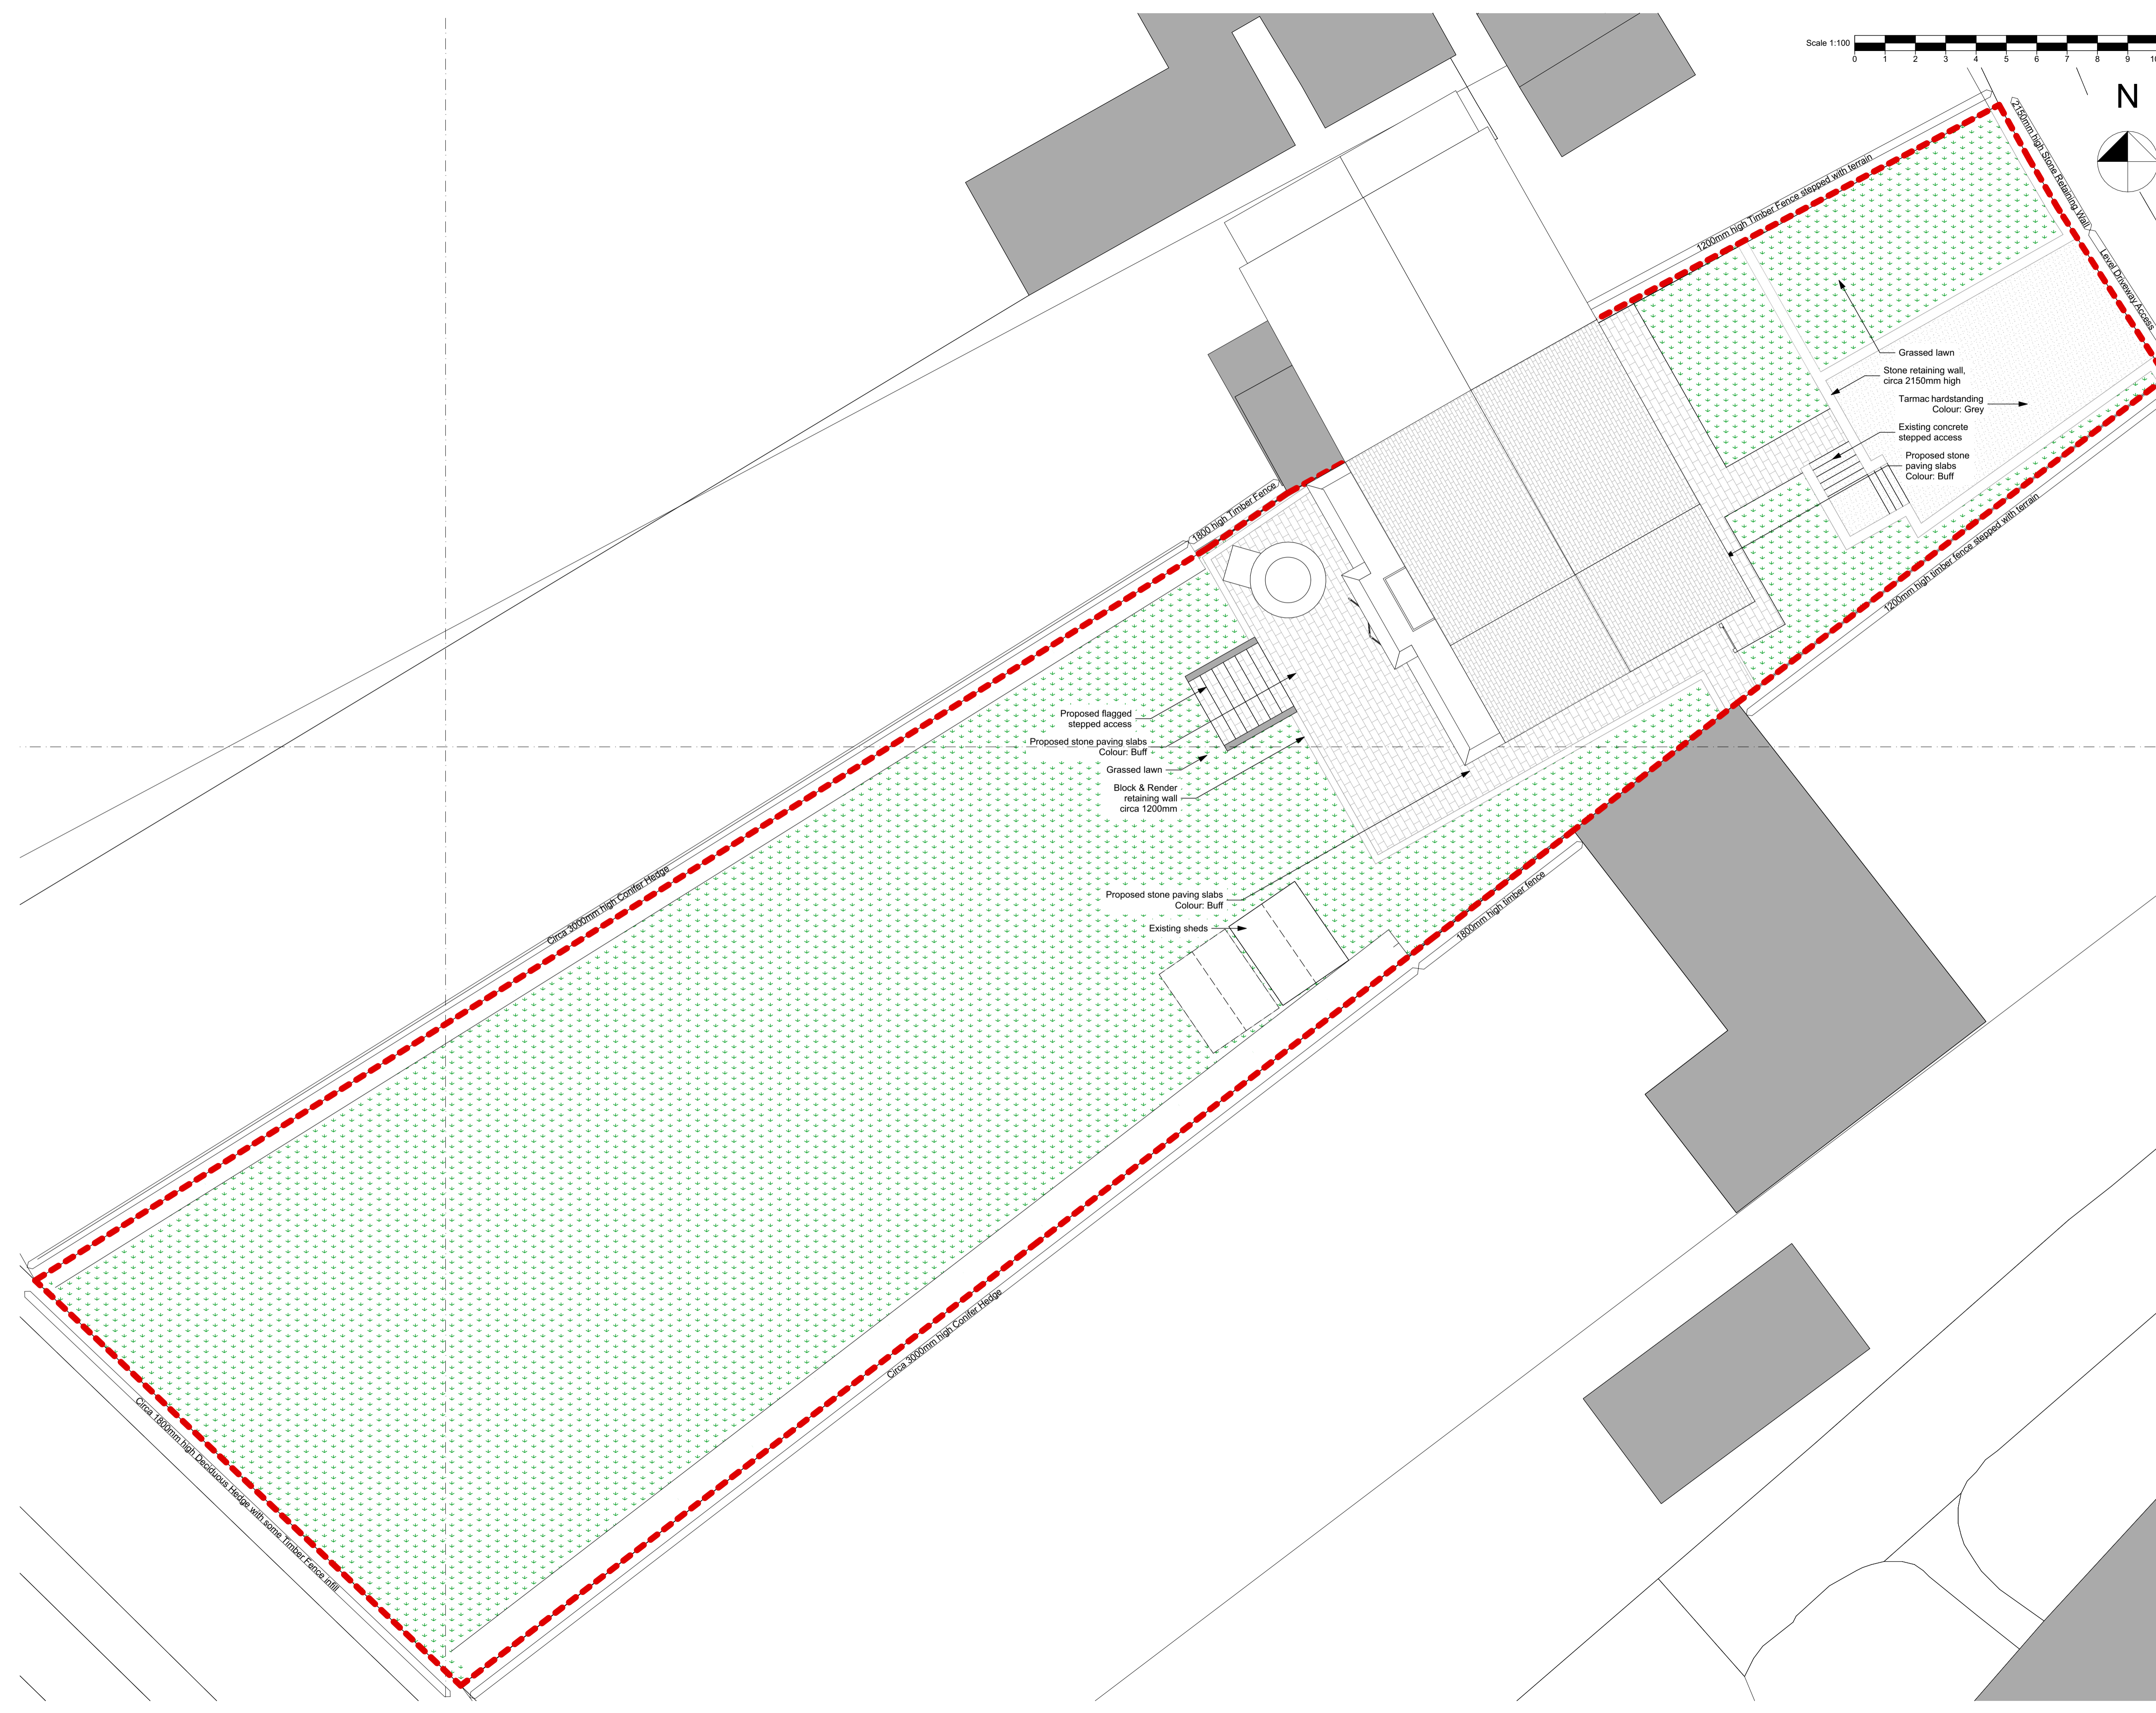 Scale 1:100
0 1 2 3 4 5 6 7 8 9
N
2150mm high Stone Retaining Wall
Level Driveway Access
1200mm high Timber Fence stepped with terrain
Grassed lawn
Stone retaining wall,
circa 2150mm high
Tarmac hardstanding
Colour: Grey
Existing concrete
stepped access
Proposed stone
paving slabs
Colour: Buff
1200mm high timber fence stepped with terrain
1800 high Timber Fence
Proposed flagged
stepped access
Proposed stone paving slabs
Colour: Buff
Grassed lawn
Block & Render
retaining wall
circa 1200mm
Proposed stone paving slabs
Colour: Buff
Existing sheds
1800mm high timber fence
Circa 3000mm high Conifer Hedge
Circa 3000mm high Conifer Hedge
Circa 1800mm high Deciduous Hedge with some Timber Fence infill